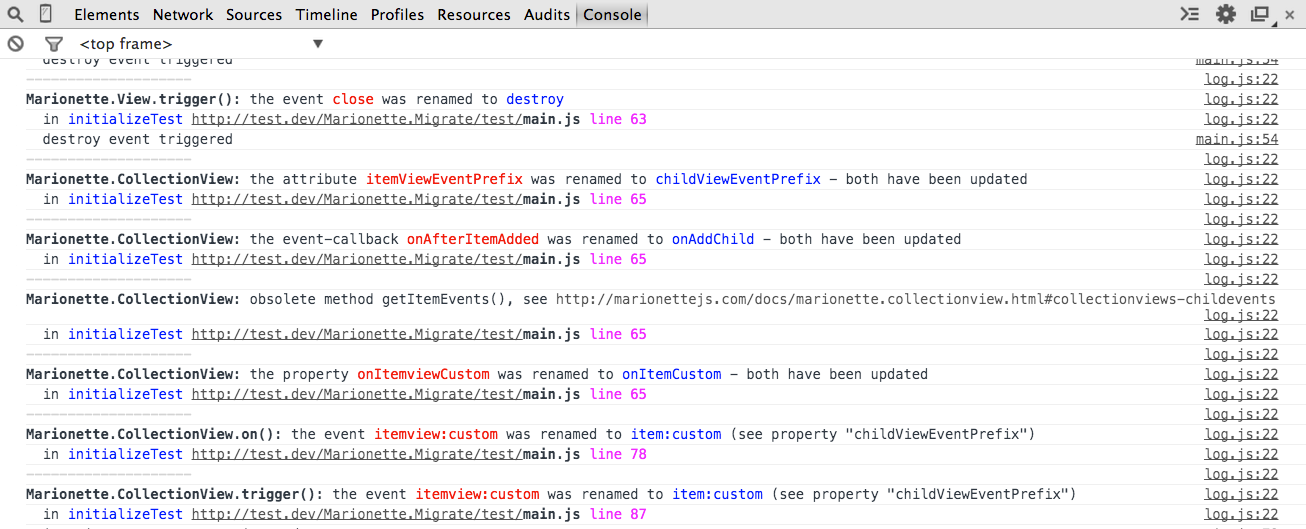 Elements Network Sources Timeline Profiles Resources Audits Console
<top frame> ▼
destroy event triggered main.js:54
log.js:22
Marionette.View.trigger(): the event close was renamed to destroy log.js:22
in initializeTest http://test.dev/Marionette.Migrate/test/main.js line 63 log.js:22
destroy event triggered main.js:54
log.js:22
Marionette.CollectionView: the attribute itemViewEventPrefix was renamed to childViewEventPrefix – both have been updated log.js:22
in initializeTest http://test.dev/Marionette.Migrate/test/main.js line 65 log.js:22
log.js:22
Marionette.CollectionView: the event-callback onAfterItemAdded was renamed to onAddChild – both have been updated log.js:22
in initializeTest http://test.dev/Marionette.Migrate/test/main.js line 65 log.js:22
log.js:22
Marionette.CollectionView: obsolete method getItemEvents(), see http://marionettejs.com/docs/marionette.collectionview.html#collectionviews-childevents
log.js:22
in initializeTest http://test.dev/Marionette.Migrate/test/main.js line 65 log.js:22
log.js:22
Marionette.CollectionView: the property onItemviewCustom was renamed to onItemCustom – both have been updated log.js:22
in initializeTest http://test.dev/Marionette.Migrate/test/main.js line 65 log.js:22
log.js:22
Marionette.CollectionView.on(): the event itemview:custom was renamed to item:custom (see property "childViewEventPrefix") log.js:22
in initializeTest http://test.dev/Marionette.Migrate/test/main.js line 78 log.js:22
log.js:22
Marionette.CollectionView.trigger(): the event itemview:custom was renamed to item:custom (see property "childViewEventPrefix") log.js:22
in initializeTest http://test.dev/Marionette.Migrate/test/main.js line 87 log.js:22